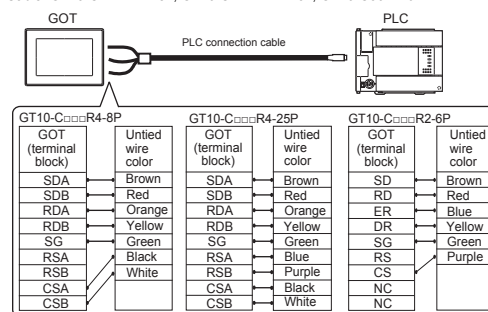 GOT
PLC
PLC connection cable
GT10-C□□□R4-8P
GOT (terminal block) Untied wire color
SDA Brown
SDB Red
RDA Orange
RDB Yellow
SG Green
RSA Black
RSB White
CSA
CSB
GT10-C□□□R4-25P
GOT (terminal block) Untied wire color
SDA Brown
SDB Red
RDA Orange
RDB Yellow
SG Green
RSA Blue
RSB Purple
CSA Black
CSB White
GT10-C□□□R2-6P
GOT (terminal block) Untied wire color
SD Brown
RD Red
ER Blue
DR Yellow
SG Green
RS Purple
CS
NC
NC